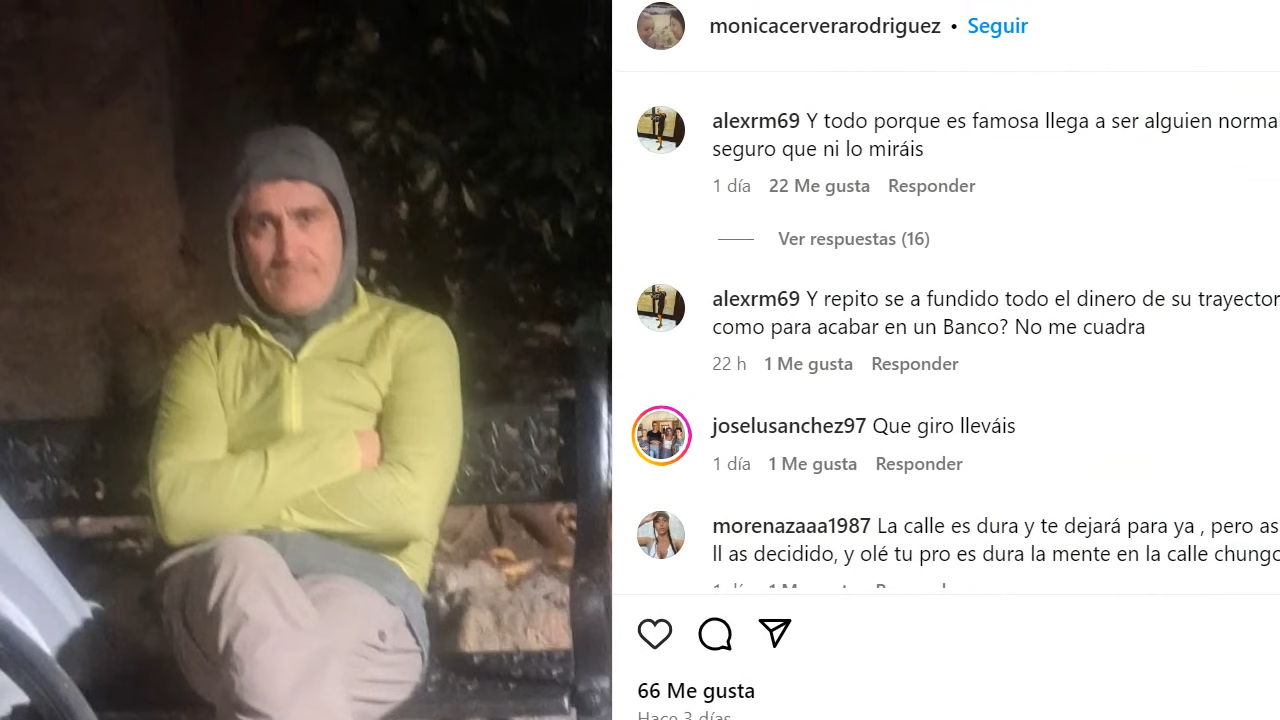 monicacerverarodriguez • Seguir
alexrm69 Y todo porque es famosa llega a ser alguien normal
seguro que ni lo miráis
1 día 22 Me gusta Responder
Ver respuestas (16)
alexrm69 Y repito se a fundido todo el dinero de su trayector
como para acabar en un Banco? No me cuadra
22 h 1 Me gusta Responder
joselusanchez97 Que giro lleváis
1 día 1 Me gusta Responder
morenazaaa1987 La calle es dura y te dejará para ya , pero as
ll as decidido, y olé tu pro es dura la mente en la calle chungo
66 Me gusta
Hace 3 días